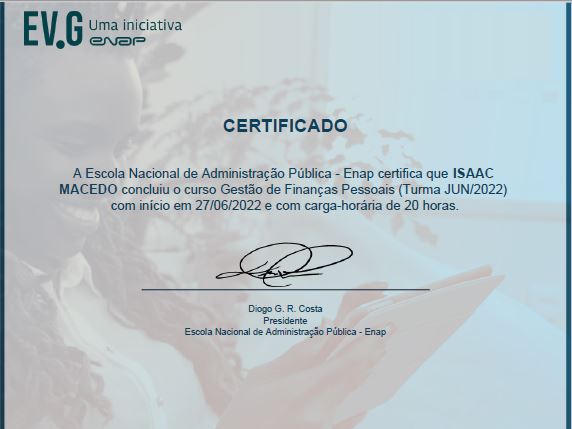 EV.G Uma iniciativa
enap
CERTIFICADO
A Escola Nacional de Administração Pública - Enap certifica que ISAAC
MACEDO concluiu o curso Gestão de Finanças Pessoais (Turma JUN/2022)
com início em 27/06/2022 e com carga-horária de 20 horas.
Diogo G. R. Costa
Presidente
Escola Nacional de Administração Pública - Enap